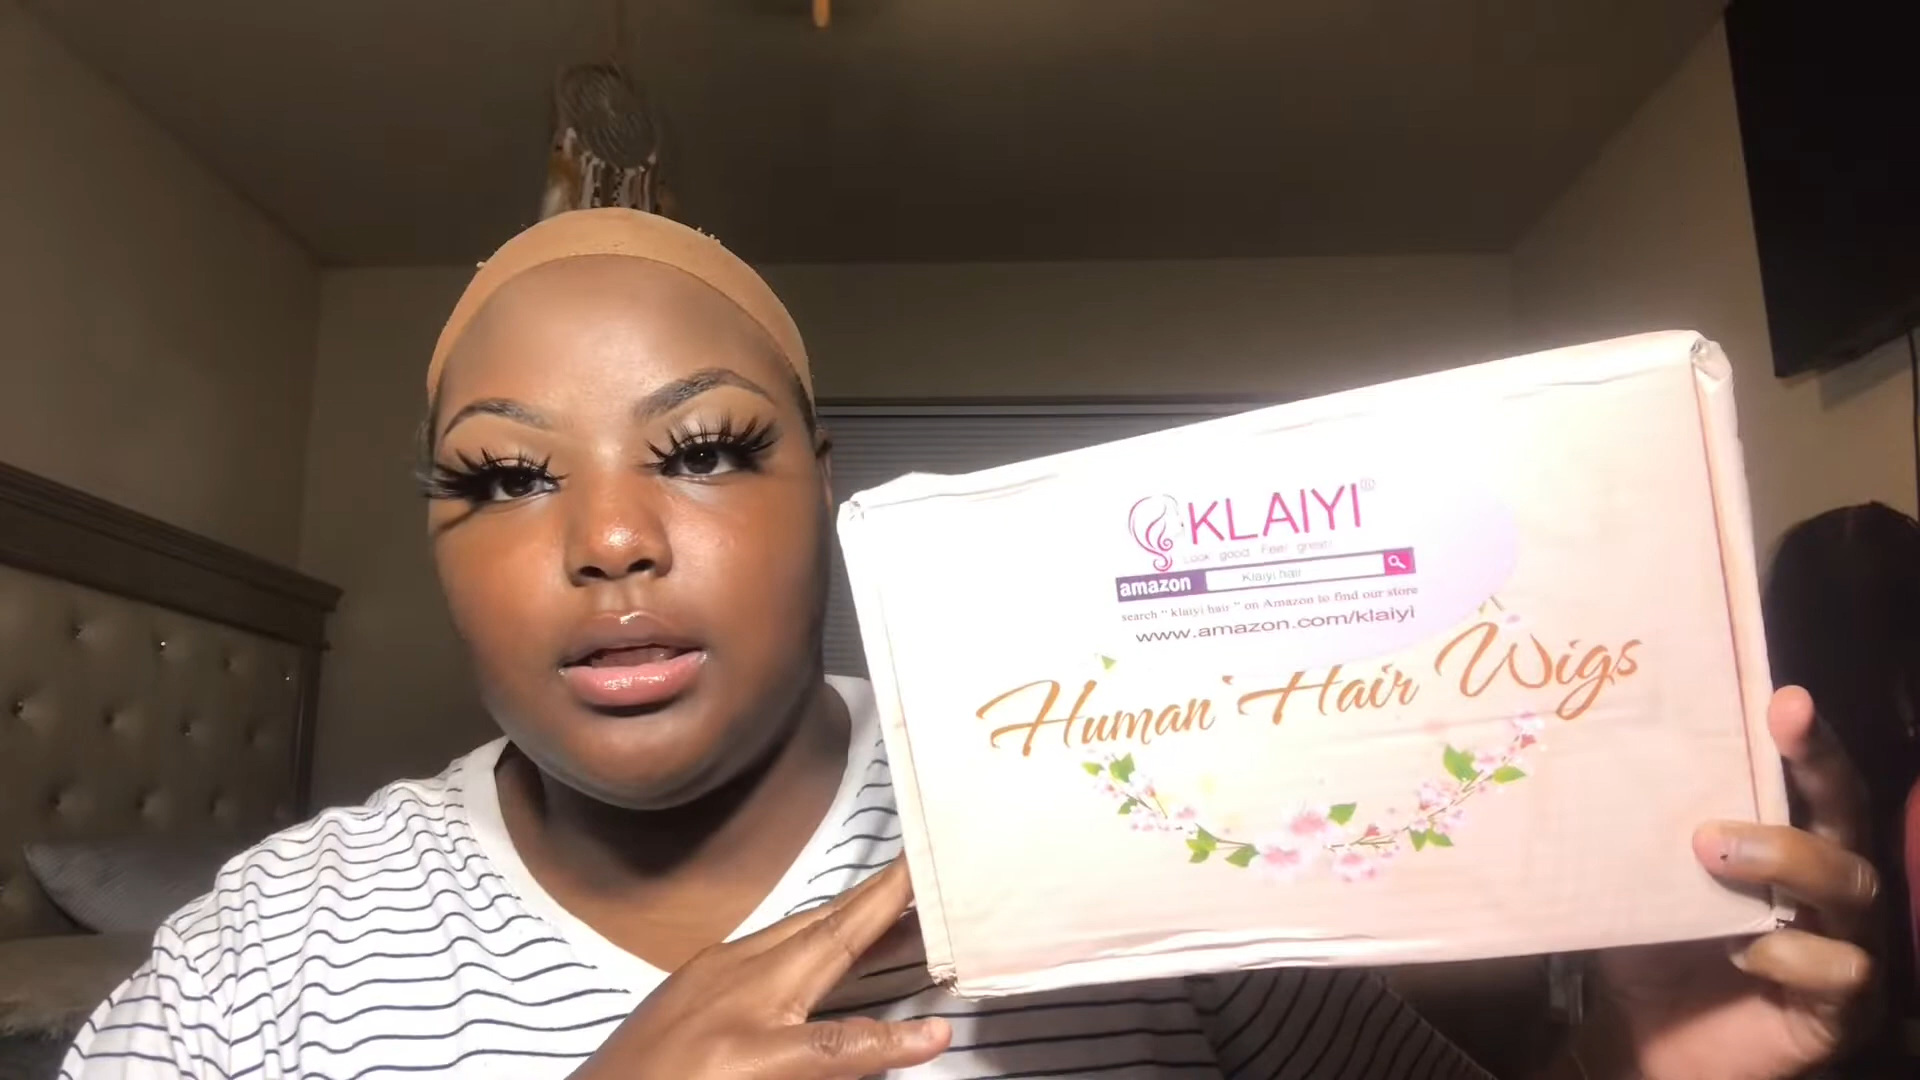 KLAIYI®
Look good. Feel great!
amazon Klaiyi hair
search “ klaiyi hair ” on Amazon to find our store
www.amazon.com/klaiyi
Human Hair Wigs